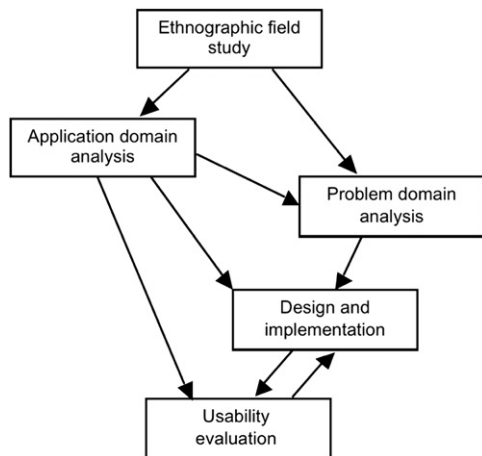 Ethnographic field
study
Application domain
analysis
Problem domain
analysis
Design and
implementation
Usability
evaluation